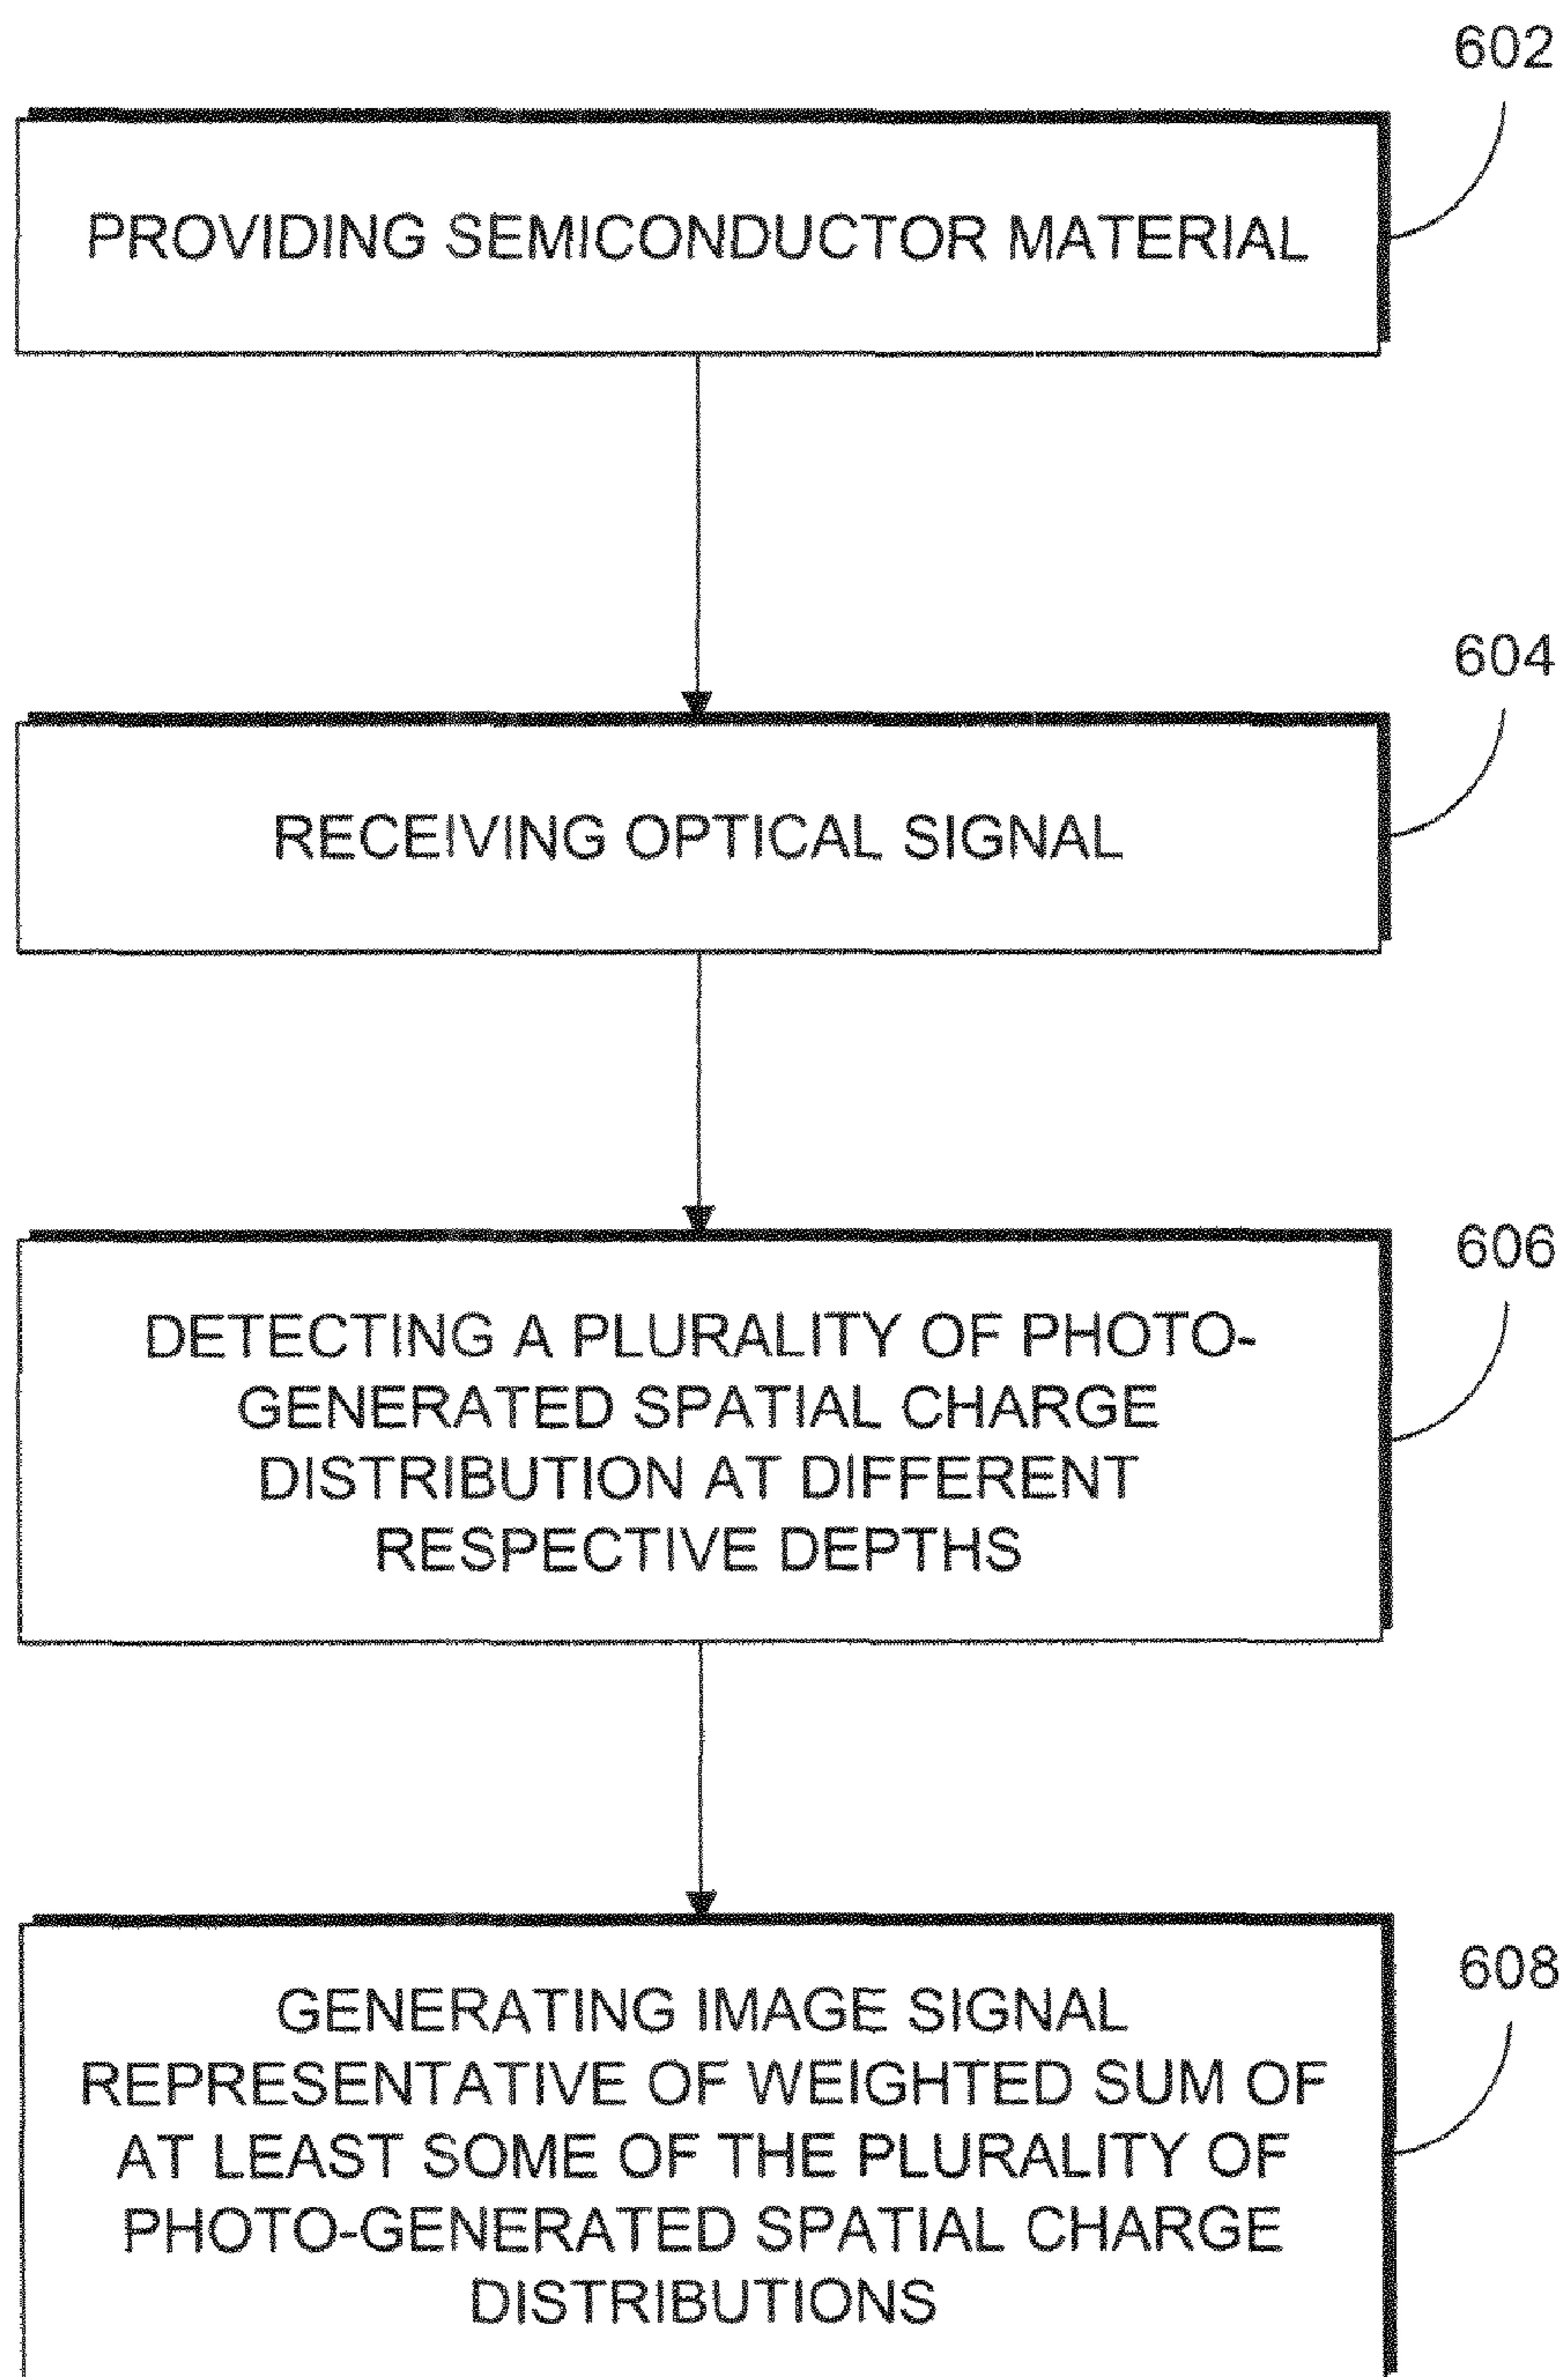 602
PROVIDING SEMICONDUCTOR MATERIAL
604
RECEIVING OPTICAL SIGNAL
606
DETECTING A PLURALITY OF PHOTO-
GENERATED SPATIAL CHARGE
DISTRIBUTION AT DIFFERENT
RESPECTIVE DEPTHS
608
GENERATING IMAGE SIGNAL
REPRESENTATIVE OF WEIGHTED SUM OF
AT LEAST SOME OF THE PLURALITY OF
PHOTO-GENERATED SPATIAL CHARGE
DISTRIBUTIONS